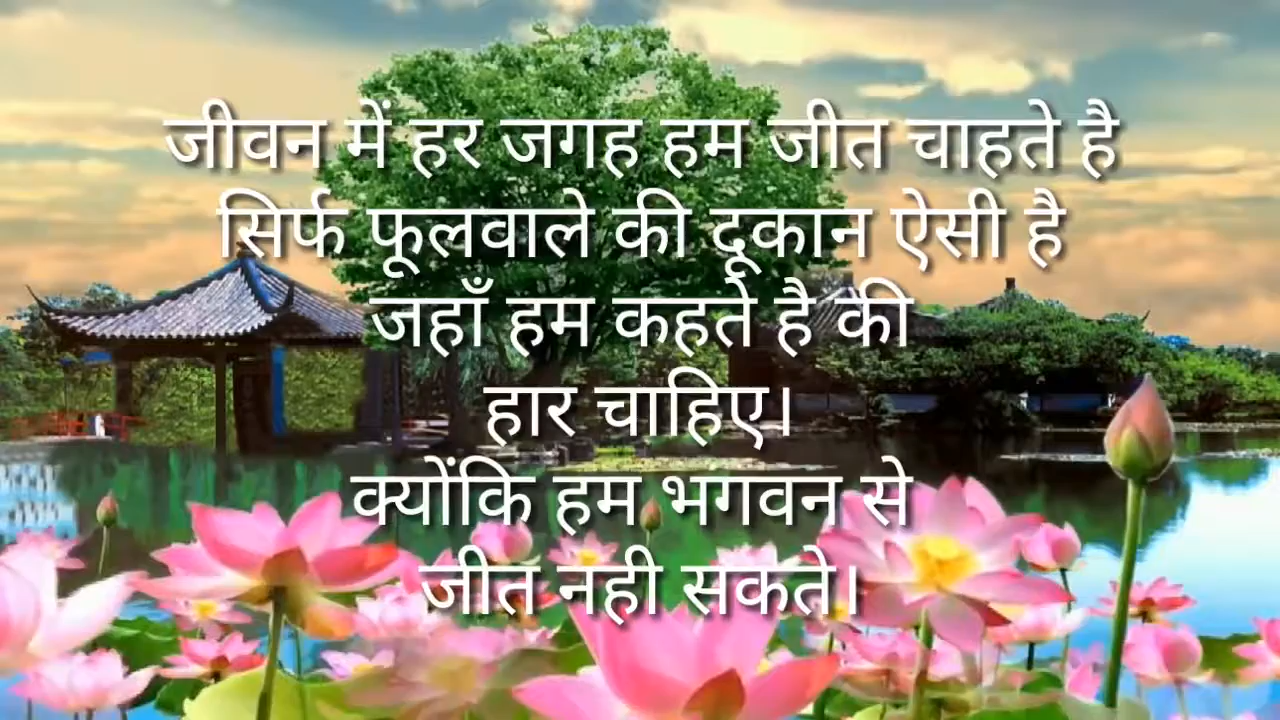 जीवन में हर जगह हम जीत चाहते है
सिर्फ फूलवाले की दूकान ऐसी है
जहाँ हम कहते है की
हार चाहिए।
क्योंकि हम भगवन से
जीत नही सकते।